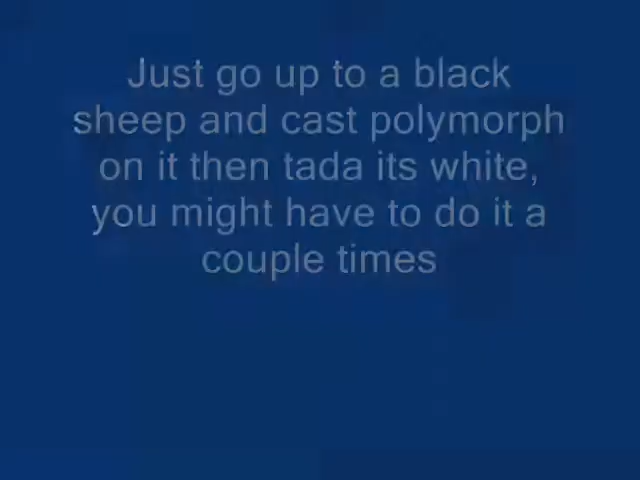 Just go up to a black
sheep and cast polymorph
on it then tada its white,
you might have to do it a
couple times